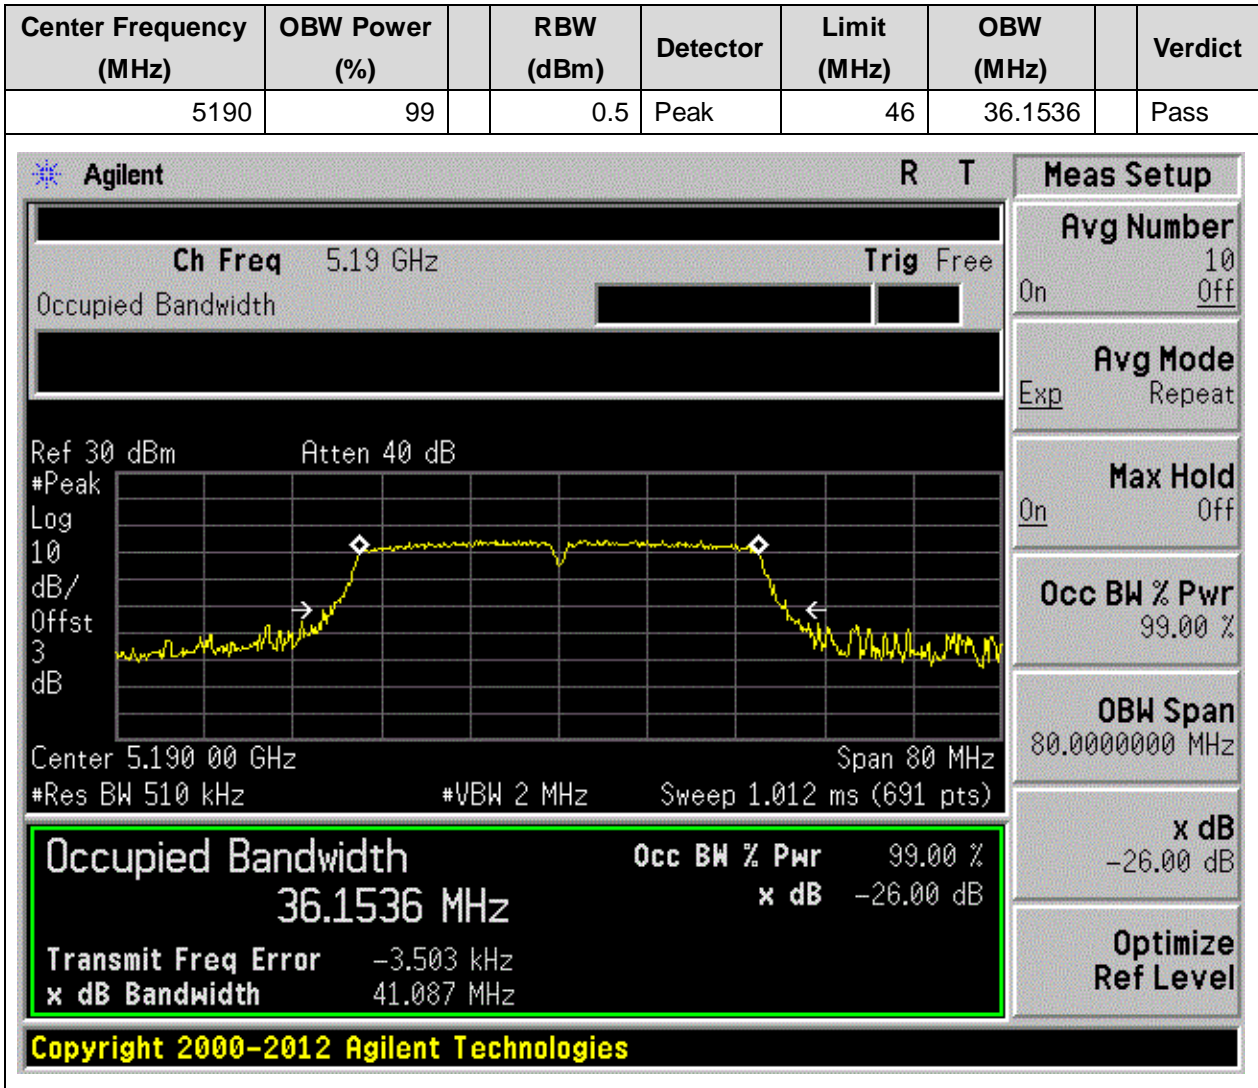 Center Frequency (MHz) OBW Power (%) RBW (dBm) Detector Limit (MHz) OBW (MHz) Verdict
5190 99 0.5 Peak 46 36.1536 Pass
Agilent R T
Ch Freq 5.19 GHz Trig Free
Occupied Bandwidth
Ref 30 dBm Atten 40 dB
#Peak
Log
10
dB/
Offst
3
dB
Center 5.190 00 GHz Span 80 MHz
#Res BW 510 kHz #VBW 2 MHz Sweep 1.012 ms (691 pts)
Occupied Bandwidth Occ BW % Pwr 99.00 %
36.1536 MHz x dB -26.00 dB
Transmit Freq Error -3.503 kHz
x dB Bandwidth 41.087 MHz
Copyright 2000-2012 Agilent Technologies
Meas Setup
Avg Number
10
On Off
Avg Mode
Exp Repeat
Max Hold
On Off
Occ BW % Pwr
99.00 %
OBW Span
80.0000000 MHz
x dB
-26.00 dB
Optimize
Ref Level